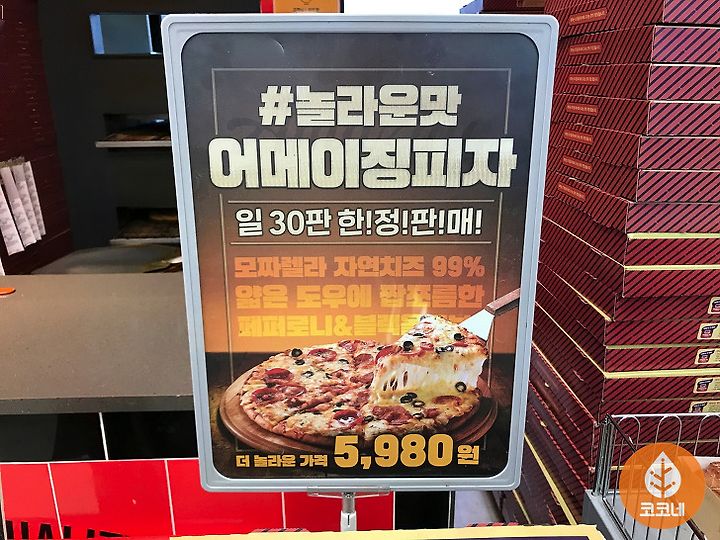 #놀라운맛
어메이징피자
일 30판 한!정!판!매!
모짜렐라 자연치즈 99%
얇은 도우에 짭조름한
페퍼로니&블랙
더 놀라운 가격 5,980원
코코네